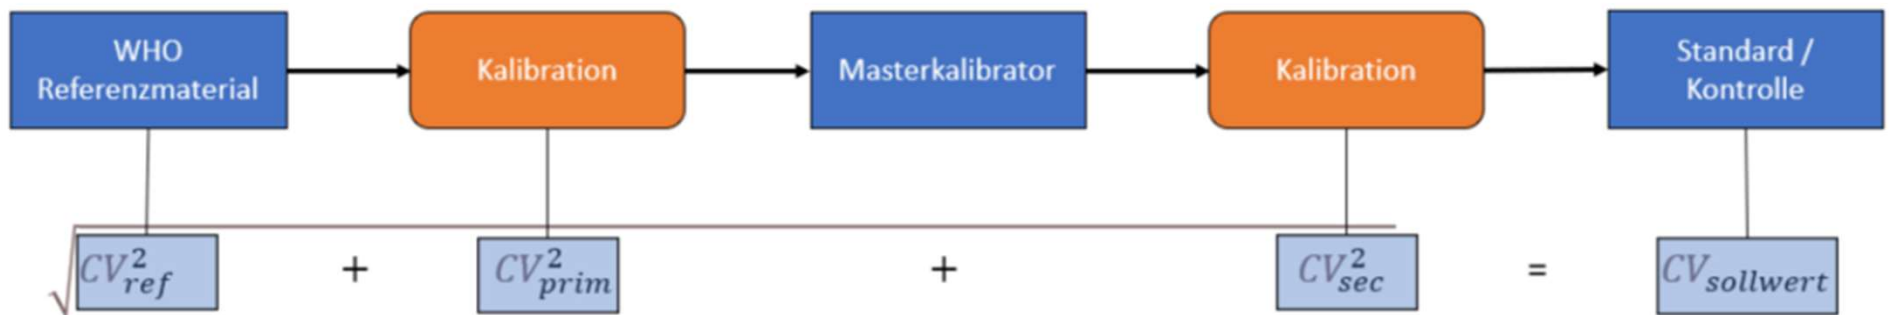 WHO
Referenzmaterial
Kalibration
Masterkalibrator
Kalibration
Standard /
Kontrolle
√CV²ref + CV²prim + CV²sec = CVsollwert